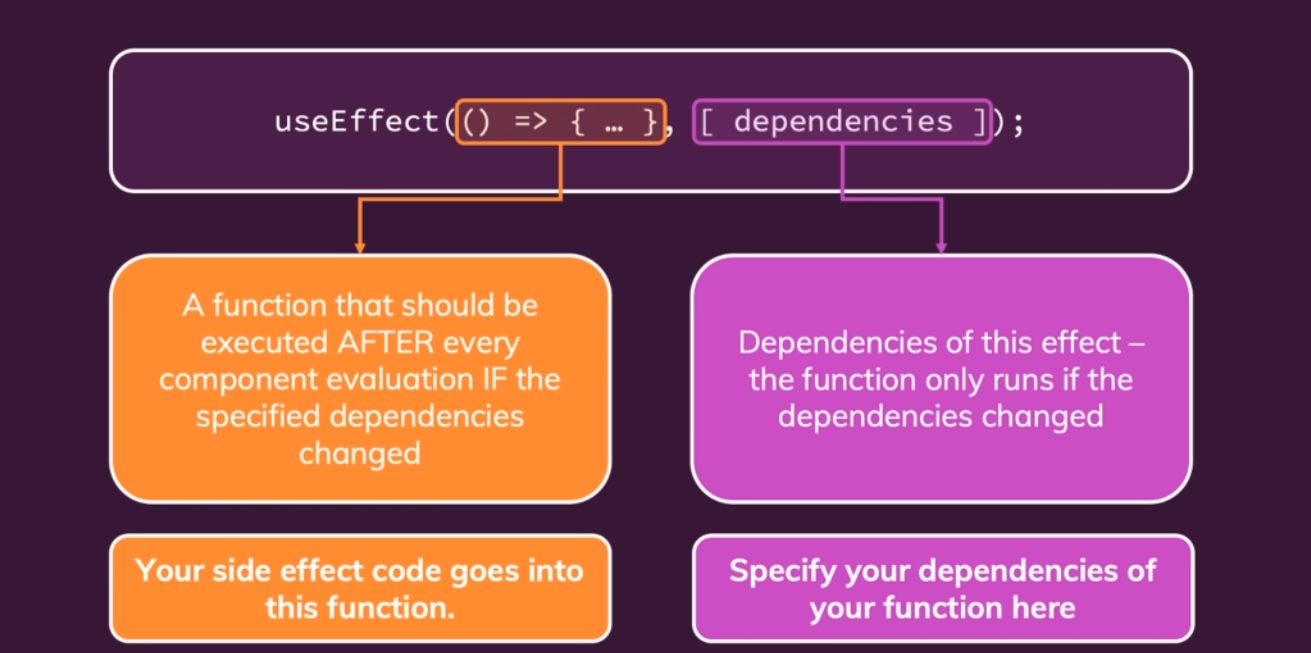 useEffect(() => { … }, [ dependencies ]);
A function that should be
executed AFTER every
component evaluation IF the
specified dependencies
changed
Dependencies of this effect –
the function only runs if the
dependencies changed
Your side effect code goes into
this function.
Specify your dependencies of
your function here